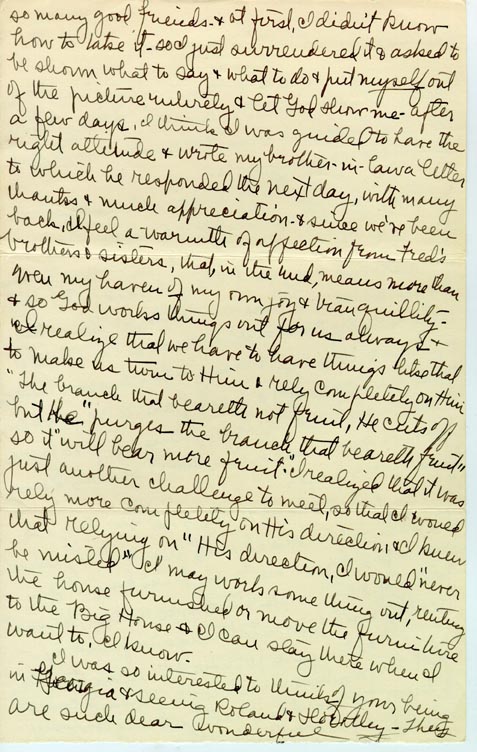 so many good friends - & at first, I didn't know
how to take it - so I just surrendered it & asked to
be shown what to say & what to do & put myself out
of the picture entirely & let God show me - after
a few days, I think I was guided to have the
right attitude & wrote my brother-in-law a letter
to which he responded the next day, with many
thanks & much appreciation - & since we've been
back, I feel a warmth of affection from Fred's
brothers & sisters, that, in the end, means more than
even my haven of my own joy & tranquillity -
& so God works things out for us always - &
I realize that we have to have things like that
to make us turn to Him & rely completely on Him
"The branch that beareth not fruit, He cuts off
but He "purges the branch that beareth fruit"
so it "will bear more fruit." I realized that it was
just another challenge to meet, so that I would
rely more completely on His direction, & I knew
that relying on "His direction, I would "never
be misled" I may work something out, renting
the house furnished or move the furniture
to the Big House & I can stay there when I
want to, I know.
I was so interested to think of your being
in Georgia & seeing Roland & - They
are such dear wonderful